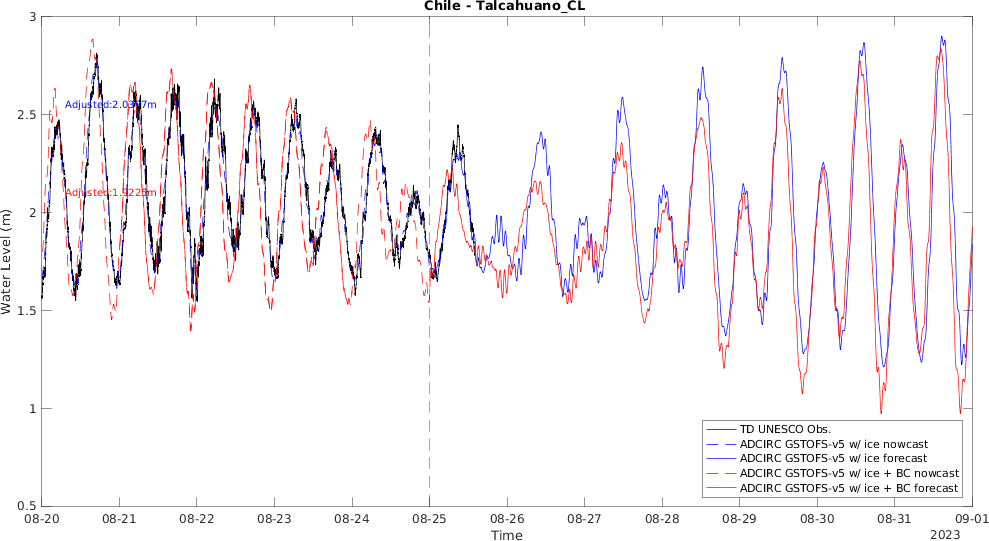 Chile - Talcahuano_CL
3
2.5
2
1.5
1
0.5
Water Level (m)
Adjusted:1.9225m
08-20
08-21
08-22
08-23
08-24
08-25
08-26
08-27
08-28
08-29
08-30
08-31
09-01
Time
2023
TD UNESCO Obs.
ADCIRC GSTOFS-v5 w/ ice nowcast
ADCIRC GSTOFS-v5 w/ ice forecast
ADCIRC GSTOFS-v5 w/ ice + BC nowcast
ADCIRC GSTOFS-v5 w/ ice + BC forecast